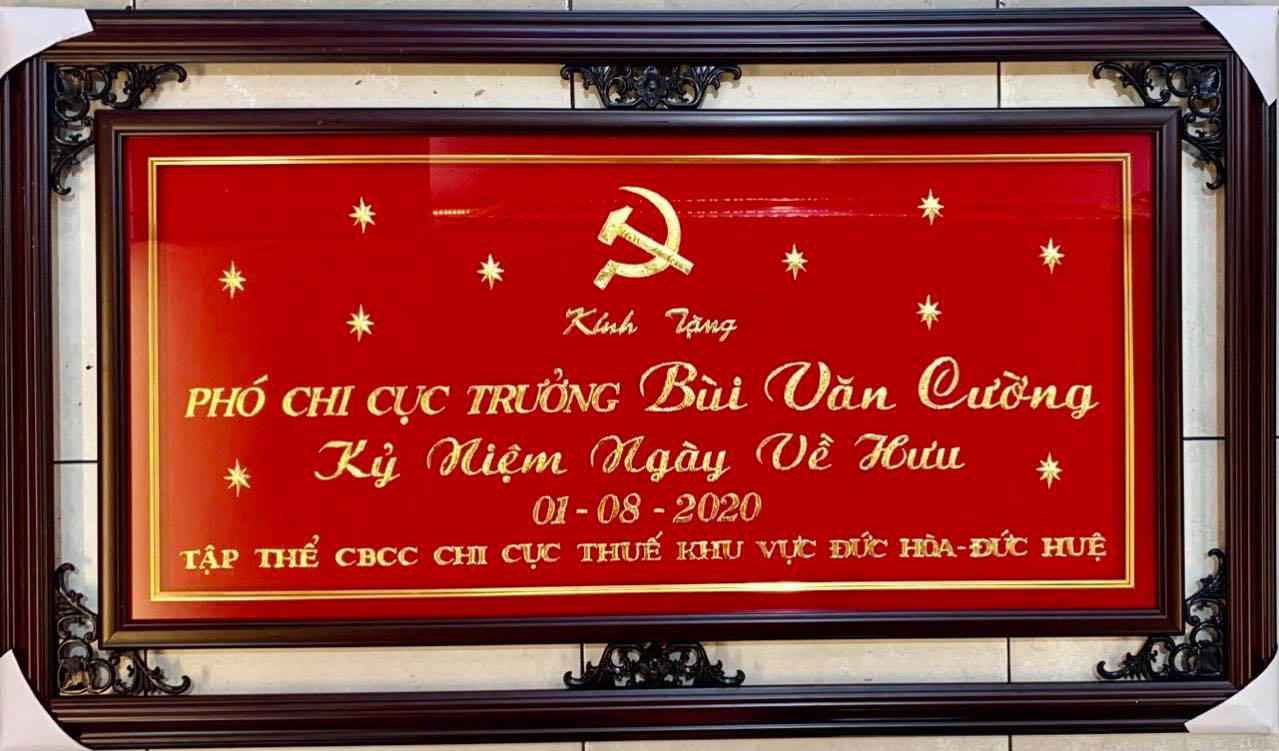 Kính Tặng
PHÓ CHI CỤC TRƯỞNG Bùi Văn Cường
Kỷ Niệm Ngày Về Hưu
01 - 08 - 2020
TẬP THỂ CBCC CHI CỤC THUẾ KHU VỰC ĐỨC HÒA-ĐỨC HUỆ